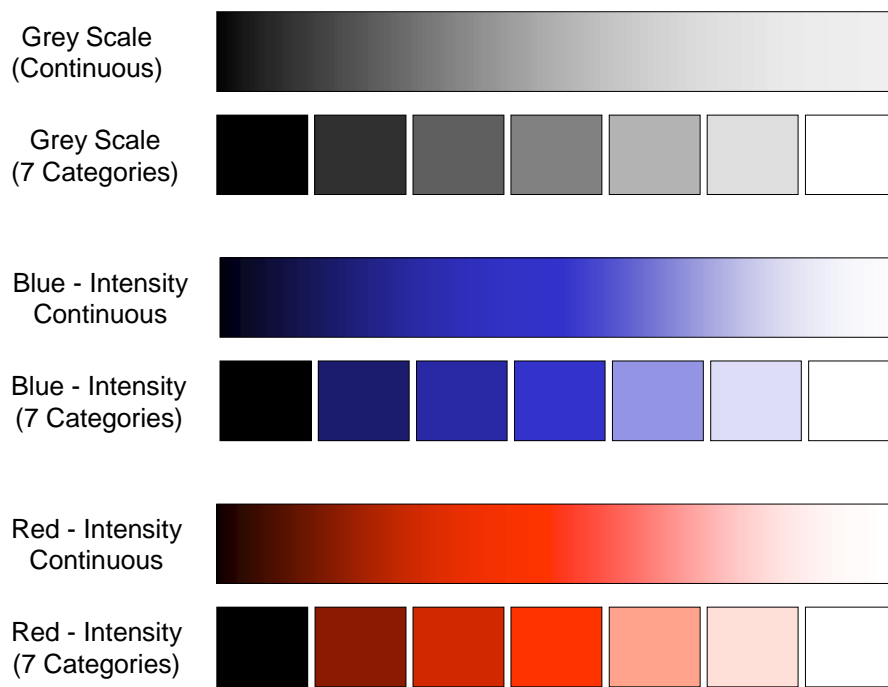 Grey Scale
(Continuous)
Grey Scale
(7 Categories)
Blue - Intensity
Continuous
Blue - Intensity
(7 Categories)
Red - Intensity
Continuous
Red - Intensity
(7 Categories)